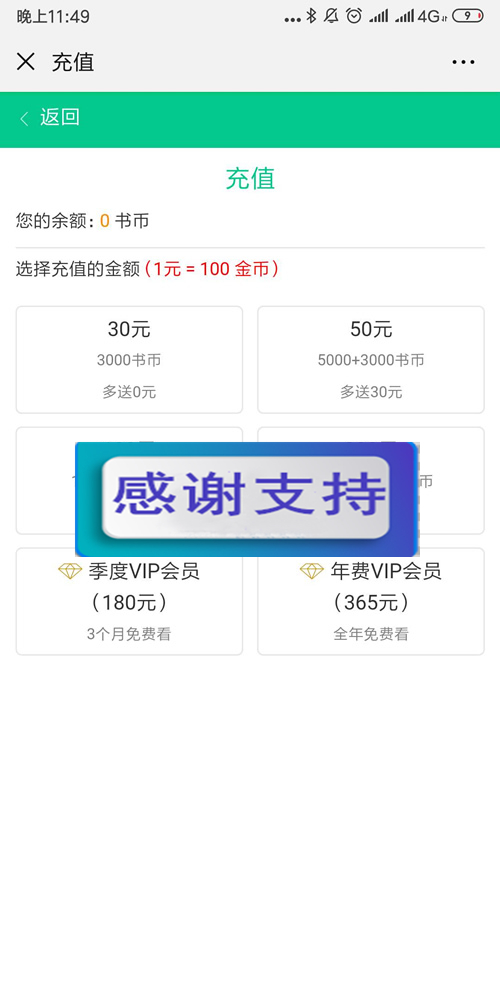 晚上11:49
4G
9
充值
返回
充值
您的余额: 0 书币
选择充值的金额(1元 = 100 金币)
30元
3000书币
多送0元
50元
5000+3000书币
多送30元
币
感谢支持
季度VIP会员
(180元)
3个月免费看
年费VIP会员
(365元)
全年免费看